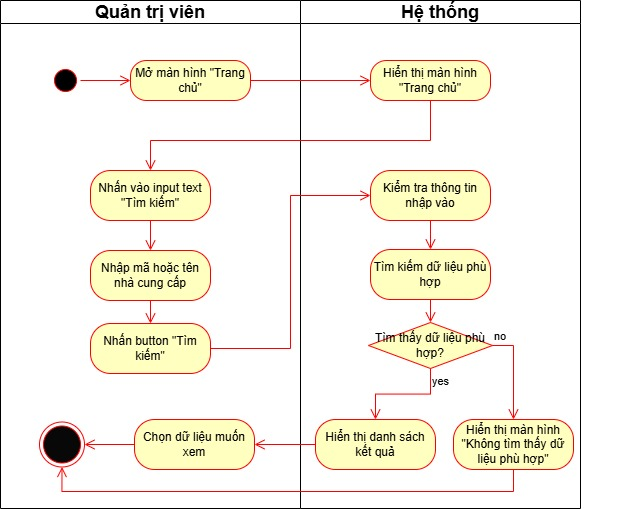 Quản trị viên
Hệ thống
Mở màn hình "Trang
chủ"
Hiển thị màn hình
"Trang chủ"
Nhấn vào input text
"Tìm kiếm"
Kiểm tra thông tin
nhập vào
Nhập mã hoặc tên
nhà cung cấp
Tìm kiếm dữ liệu phù
hợp
Nhấn button "Tìm
kiếm"
Tìm thấy dữ liệu phù
hợp?
no
yes
Chọn dữ liệu muốn
xem
Hiển thị danh sách
kết quả
Hiển thị màn hình
"Không tìm thấy dữ
liệu phù hợp"